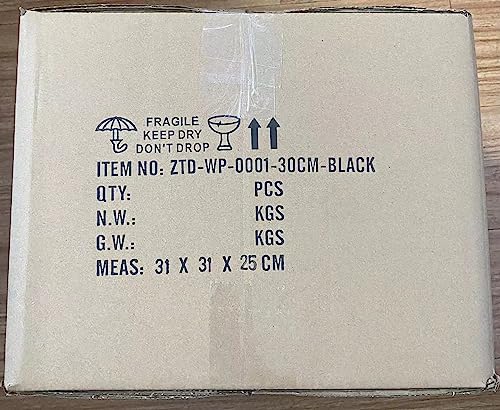 FRAGILE
KEEP DRY
DON'T DROP
ITEM NO: ZTD-WP-0001-30CM-BLACK
QTY: PCS
N.W.: KGS
G.W.: KGS
MEAS: 31 X 31 X 25 CM